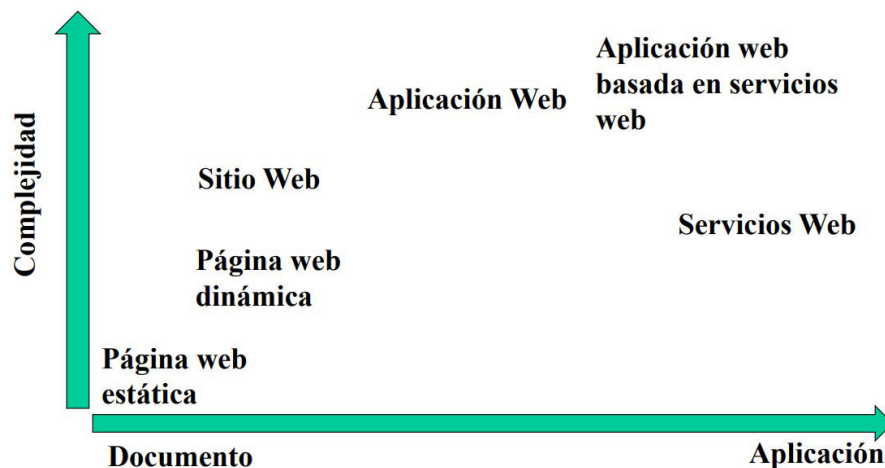 Complejidad
Aplicación web
basada en servicios
web
Aplicación Web
Sitio Web
Servicios Web
Página web
dinámica
Página web
estática
Documento
Aplicación